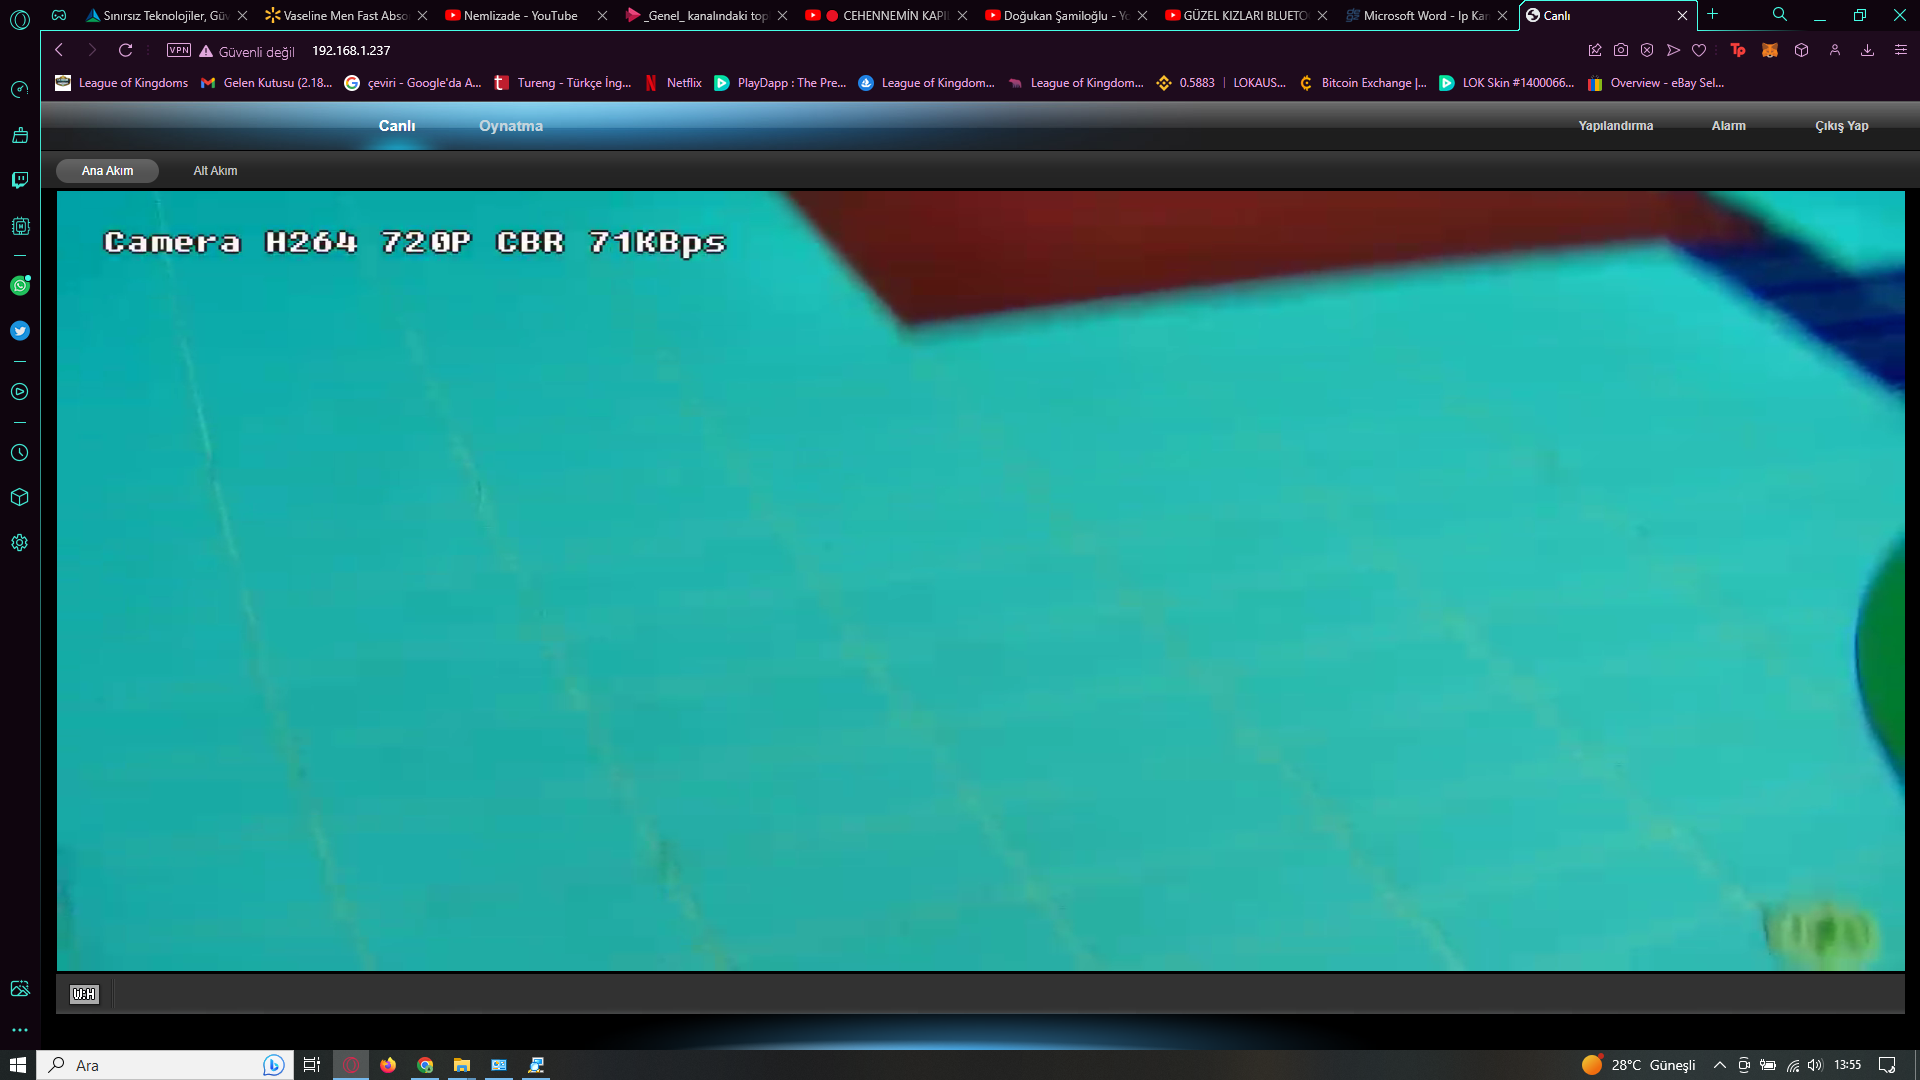 Sınırsız Teknolojiler, Gü
Vaseline Men Fast Abso
Nemlizade - YouTube
_Genel_ kanalındaki top
CEHENNEMİN KAPI
Doğukan Şamiloğlu - Yo
GÜZEL KIZLARI BLUETO
Microsoft Word - Ip Kam
Canlı
VPN
Güvenli değil
192.168.1.237
Tp
League of Kingdoms
Gelen Kutusu (2.18...
çeviri - Google'da A...
Tureng - Türkçe İng...
Netflix
PlayDapp : The Pre...
League of Kingdom...
League of Kingdom...
0.5883 | LOKAUS...
Bitcoin Exchange |...
LOK Skin #1400066...
Overview - eBay Sel...
Canlı
Oynatma
Yapılandırma
Alarm
Çıkış Yap
Ana Akım
Alt Akım
Camera H264 720P CBR 71KBps
W:H
Ara
28°C Güneşli
13:55